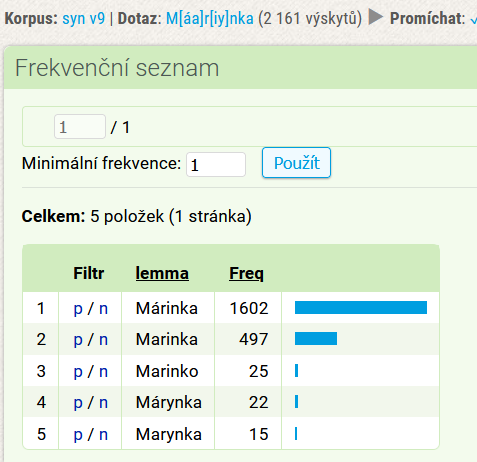 Korpus: syn v9 | Dotaz: M[áa]r[iy]nka (2 161 výskytů) ▶ Promíchat: ✓
Frekvenční seznam
1 / 1
Minimální frekvence: 1 Použít
Celkem: 5 položek (1 stránka)
Filtr lemma Freq
1 p / n Márinka 1602
2 p / n Marinka 497
3 p / n Marinko 25
4 p / n Márynka 22
5 p / n Marynka 15